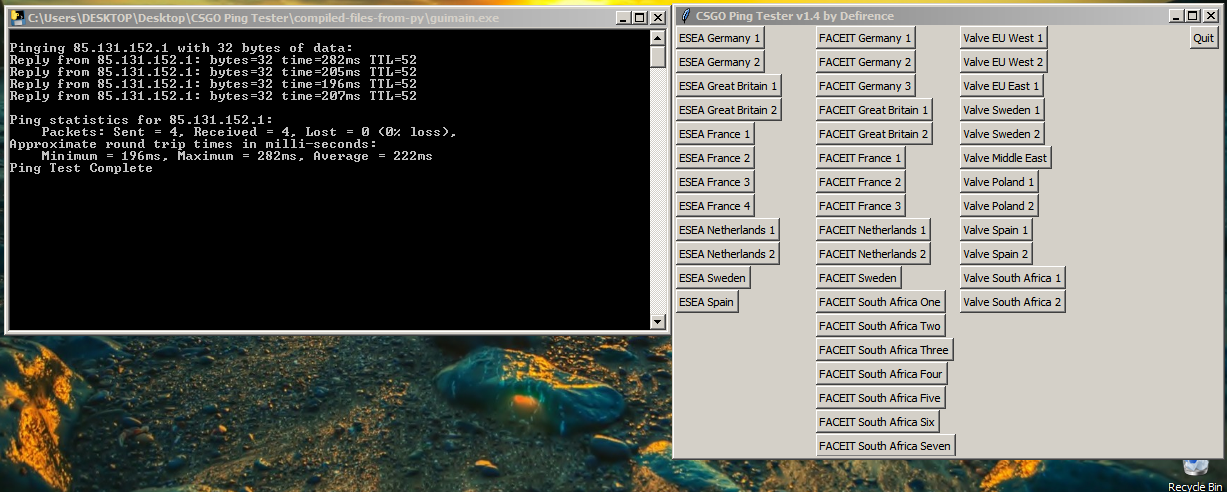 C:\Users\DESKTOP\Desktop\CSGO Ping Tester\compiled-files-from-py\guimain.exe
Pinging 85.131.152.1 with 32 bytes of data:
Reply from 85.131.152.1: bytes=32 time=282ms TTL=52
Reply from 85.131.152.1: bytes=32 time=205ms TTL=52
Reply from 85.131.152.1: bytes=32 time=196ms TTL=52
Reply from 85.131.152.1: bytes=32 time=207ms TTL=52
Ping statistics for 85.131.152.1:
Packets: Sent = 4, Received = 4, Lost = 0 (0% loss),
Approximate round trip times in milli-seconds:
Minimum = 196ms, Maximum = 282ms, Average = 222ms
Ping Test Complete
CSGO Ping Tester v1.4 by Defirence
ESEA Germany 1
ESEA Germany 2
ESEA Great Britain 1
ESEA Great Britain 2
ESEA France 1
ESEA France 2
ESEA France 3
ESEA France 4
ESEA Netherlands 1
ESEA Netherlands 2
ESEA Sweden
ESEA Spain
FACEIT Germany 1
FACEIT Germany 2
FACEIT Germany 3
FACEIT Great Britain 1
FACEIT Great Britain 2
FACEIT France 1
FACEIT France 2
FACEIT France 3
FACEIT Netherlands 1
FACEIT Netherlands 2
FACEIT Sweden
FACEIT South Africa One
FACEIT South Africa Two
FACEIT South Africa Three
FACEIT South Africa Four
FACEIT South Africa Five
FACEIT South Africa Six
FACEIT South Africa Seven
Valve EU West 1
Valve EU West 2
Valve EU East 1
Valve Sweden 1
Valve Sweden 2
Valve Middle East
Valve Poland 1
Valve Poland 2
Valve Spain 1
Valve Spain 2
Valve South Africa 1
Valve South Africa 2
Quit
Recycle Bin